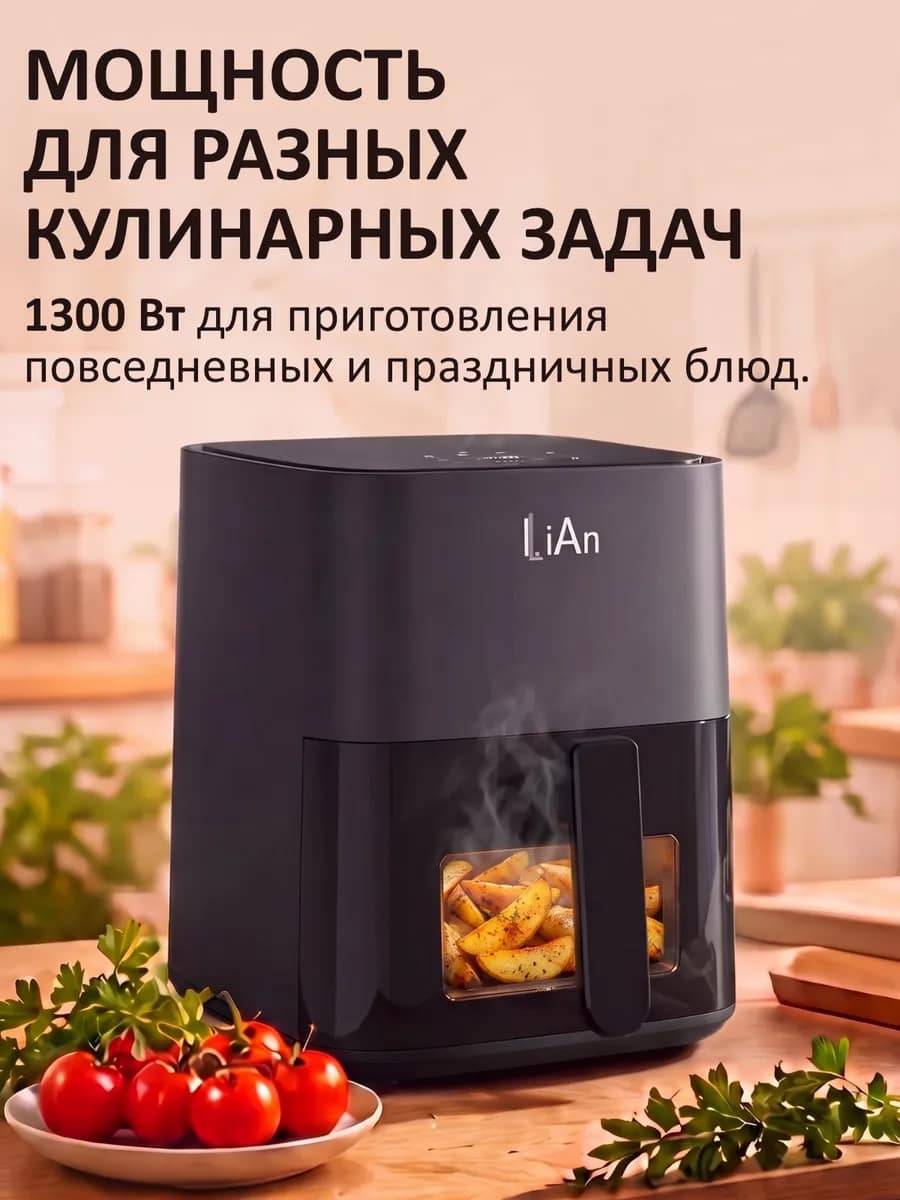 МОЩНОСТЬ
ДЛЯ РАЗНЫХ
КУЛИНАРНЫХ ЗАДАЧ
1300 Вт для приготовления
повседневных и праздничных блюд.
LiAn